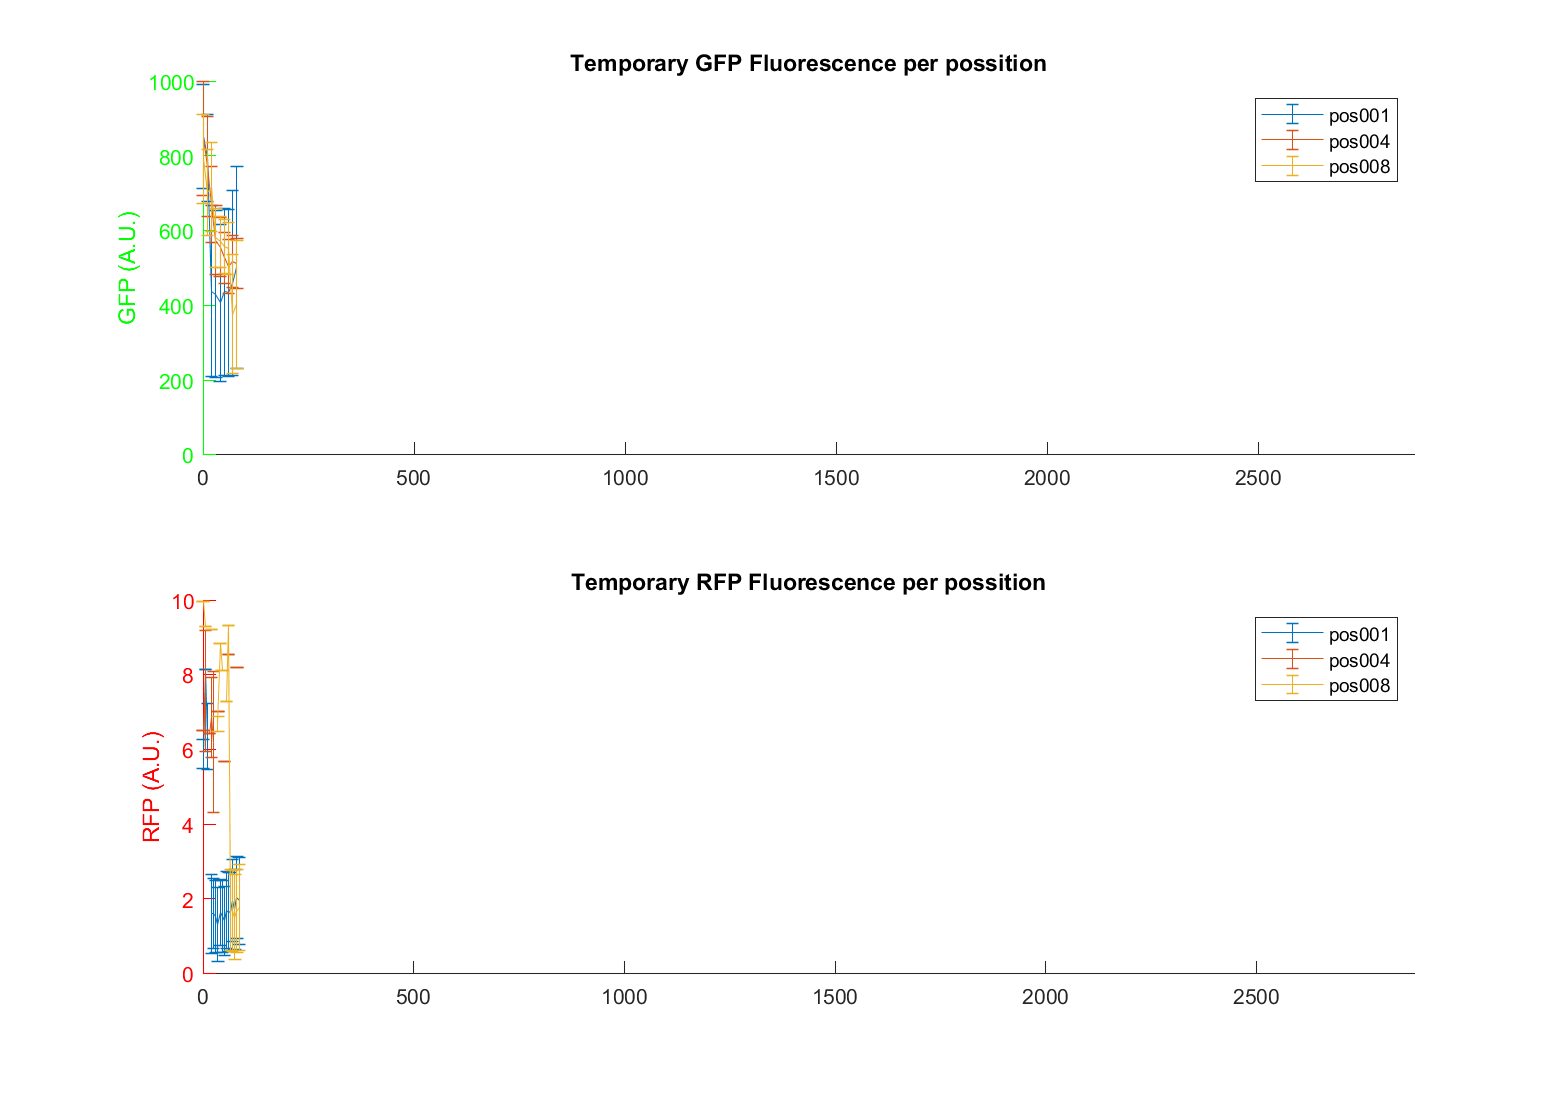 Temporary GFP Fluorescence per possition
1000
800
600
400
200
0
GFP (A.U.)
0 500 1000 1500 2000 2500
pos001
pos004
pos008
Temporary RFP Fluorescence per possition
10
8
6
4
2
0
RFP (A.U.)
0 500 1000 1500 2000 2500
pos001
pos004
pos008